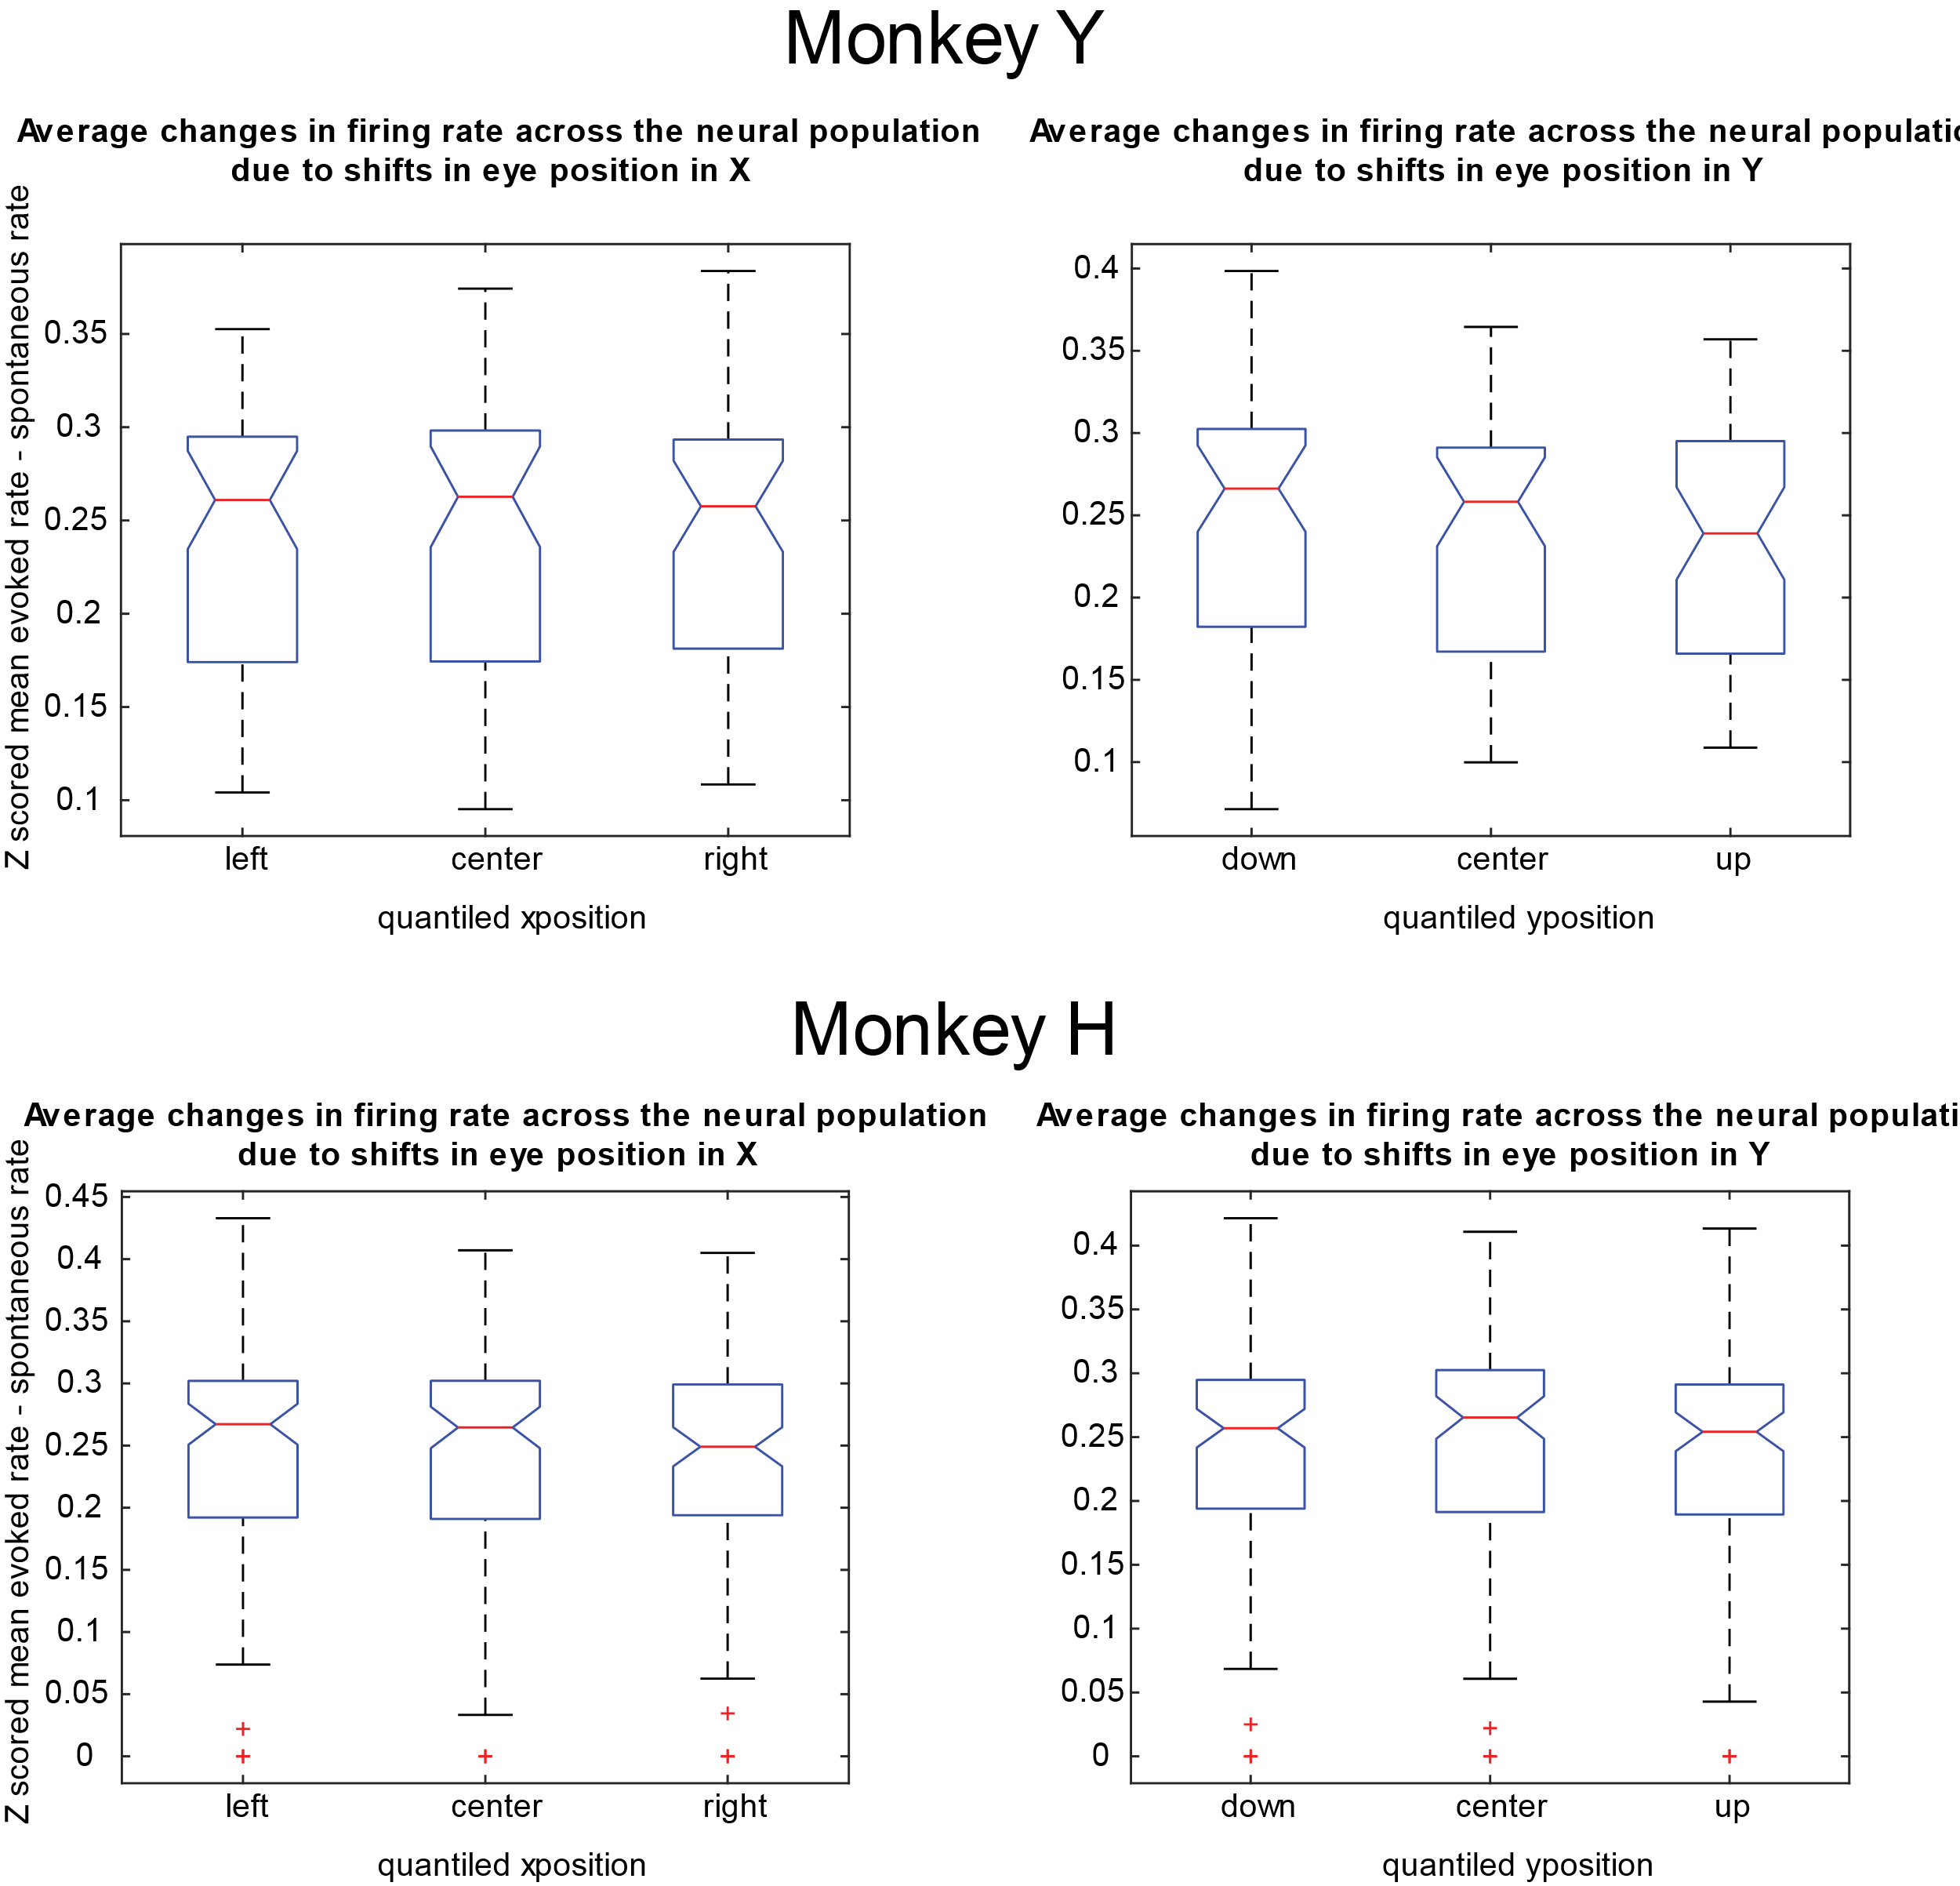 Monkey Y
Average changes in firing rate across the neural population
due to shifts in eye position in X
Z scored mean evoked rate - spontaneous rate
0.35
0.3
0.25
0.2
0.15
0.1
left center right
quantiled xposition
Average changes in firing rate across the neural populatio
due to shifts in eye position in Y
0.4
0.35
0.3
0.25
0.2
0.15
0.1
down center up
quantiled yposition
Monkey H
Average changes in firing rate across the neural population
due to shifts in eye position in X
Z scored mean evoked rate - spontaneous rate
0.45
0.4
0.35
0.3
0.25
0.2
0.15
0.1
0.05
0
left center right
quantiled xposition
Average changes in firing rate across the neural populati
due to shifts in eye position in Y
0.4
0.35
0.3
0.25
0.2
0.15
0.1
0.05
0
down center up
quantiled yposition